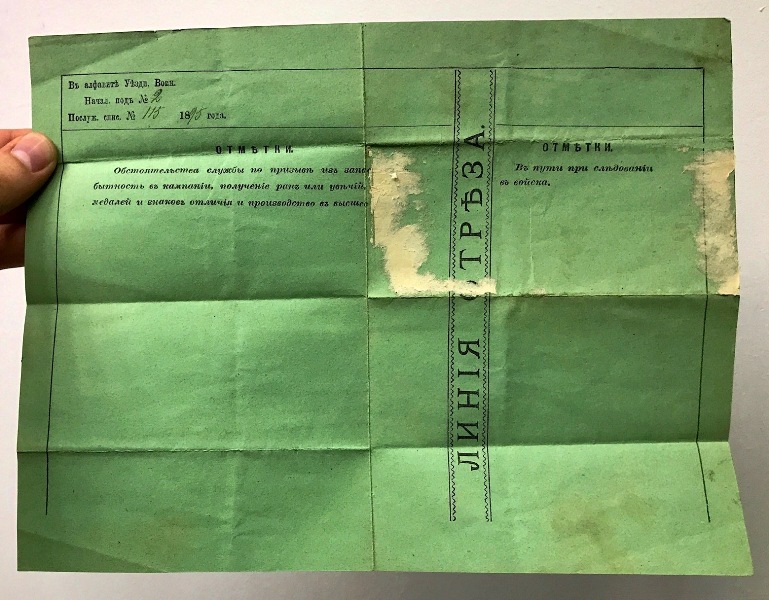 Въ алфавитѣ Уѣздн. Воин.
Начал. подъ № 2
Послуж. спис. № 115 1895 года.
ОТМѢТКИ.
Обстоятельства службы по призывѣ изъ запа
бытность въ кампаніи, полученіе ранъ или увѣчій,
медалей и знаковъ отличія и производство въ высше
ЛИНІЯ ОТРѢЗА.
ОТМѢТКИ.
Въ пути при слѣдованіи
въ войска.